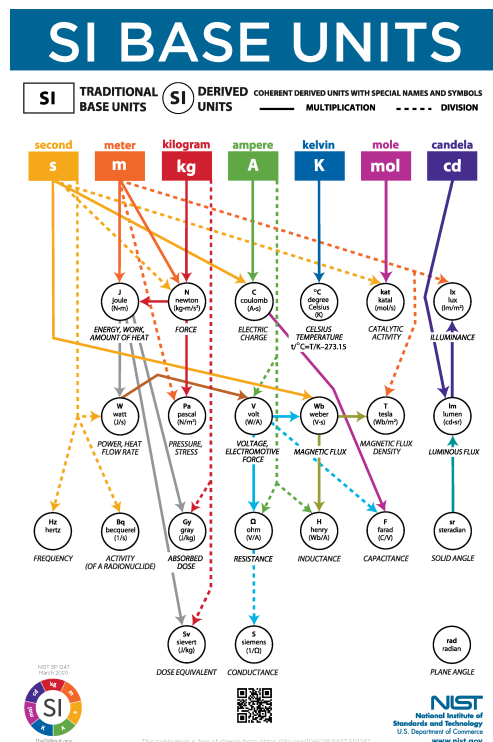 SI BASE UNITS
SI
TRADITIONAL
BASE UNITS
SI
DERIVED
UNITS
COHERENT DERIVED UNITS WITH SPECIAL NAMES AND SYMBOLS
MULTIPLICATION
DIVISION
second
meter
kilogram
ampere
kelvin
mole
candela
s
m
kg
A
K
mol
cd
J
joule
(N·m)
ENERGY, WORK,
AMOUNT OF HEAT
N
newton
(kg·m/s²)
FORCE
C
coulomb
(A·s)
ELECTRIC
CHARGE
°C
degree
Celsius
(K)
CELSIUS
TEMPERATURE
t/°C=T/K–273.15
kat
katal
(mol/s)
CATALYTIC
ACTIVITY
lx
lux
(lm/m²)
ILLUMINANCE
W
watt
(J/s)
POWER, HEAT
FLOW RATE
Pa
pascal
(N/m²)
PRESSURE,
STRESS
V
volt
(W/A)
VOLTAGE,
ELECTROMOTIVE
FORCE
Wb
weber
(V·s)
MAGNETIC FLUX
T
tesla
(Wb/m²)
MAGNETIC FLUX
DENSITY
lm
lumen
(cd·sr)
LUMINOUS FLUX
Hz
hertz
FREQUENCY
Bq
becquerel
(1/s)
ACTIVITY
(OF A RADIONUCLIDE)
Gy
gray
(J/kg)
ABSORBED
DOSE
Ω
ohm
(V/A)
RESISTANCE
H
henry
(Wb/A)
INDUCTANCE
F
farad
(C/V)
CAPACITANCE
sr
steradian
SOLID ANGLE
Sv
sievert
(J/kg)
DOSE EQUIVALENT
S
siemens
(1/Ω)
CONDUCTANCE
rad
radian
PLANE ANGLE
NIST SP 1247
March 2020
kg
m
s
A
K
mol
cd
SI
NIST
National Institute of
Standards and Technology
U.S. Department of Commerce
www.nist.gov